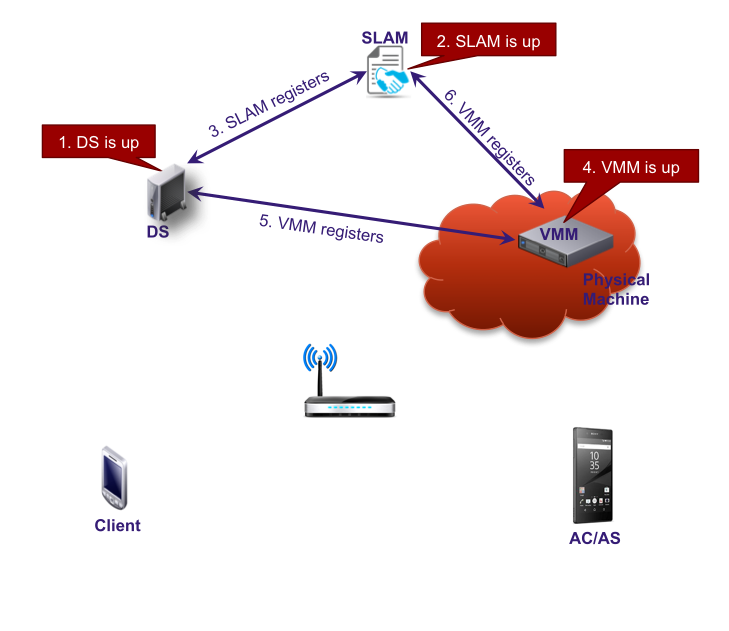 SLAM
2. SLAM is up
3. SLAM registers
6. VMM registers
1. DS is up
4. VMM is up
DS
5. VMM registers
VMM
Physical
Machine
10
35
Client
AC/AS